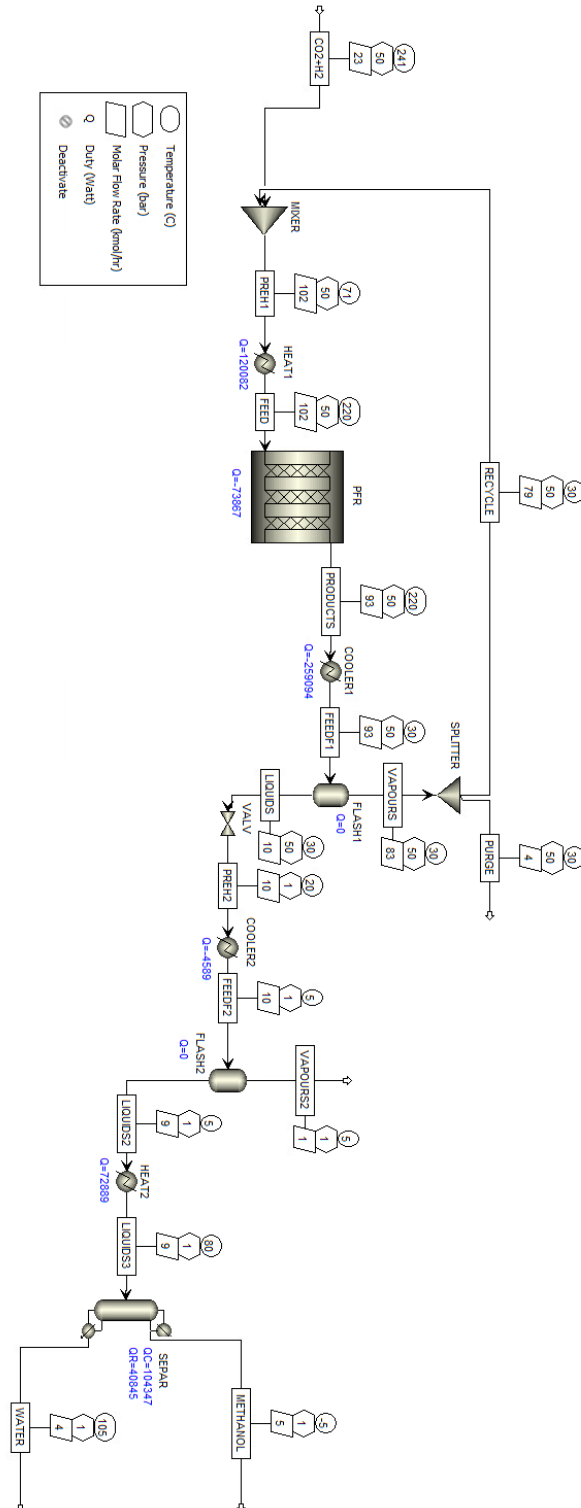 241
50
23
CO2+H2
MIXER
71
50
102
PREH1
HEAT1
Q=120082
220
50
102
FEED
PFR
Q=-73867
30
50
79
RECYCLE
220
50
93
PRODUCTS
COOLER1
Q=-259094
30
50
93
FEEDF1
SPLITTER
30
50
4
PURGE
VAPOURS
30
50
83
FLASH1
Q=0
LIQUIDS
30
50
10
VALV
20
1
10
PREH2
COOLER2
Q=-4589
5
1
10
FEEDF2
FLASH2
Q=0
VAPOURS2
5
1
1
5
1
9
LIQUIDS2
HEAT2
Q=72889
80
1
9
LIQUIDS3
SEPAR
QC=104347
QR=40845
-5
1
5
METHANOL
105
1
4
WATER
Temperature (C)
Pressure (bar)
Molar Flow Rate (kmol/hr)
Q Duty (Watt)
Deactivate